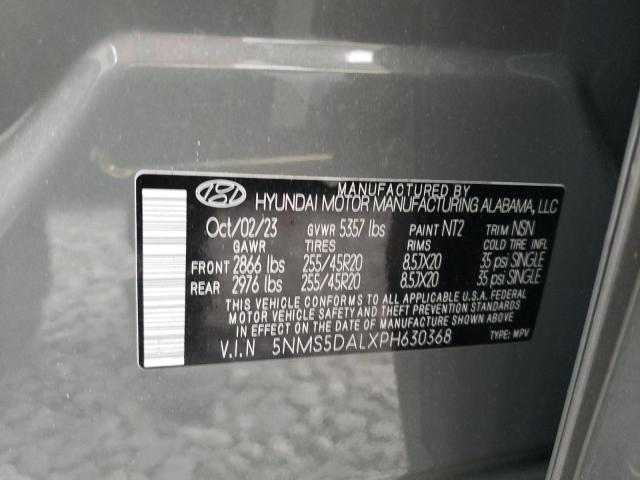 MANUFACTURED BY
HYUNDAI MOTOR MANUFACTURING ALABAMA, LLC
Oct/02/23 GVWR 5357 lbs PAINT NT2 TRIM NSN
GAWR TIRES RIMS COLD TIRE INFL
FRONT 2866 lbs 255/45R20 8.5JX20 35 psi SINGLE
REAR 2976 lbs 255/45R20 8.5JX20 35 psi SINGLE
THIS VEHICLE CONFORMS TO ALL APPLICABLE U.S.A. FEDERAL
MOTOR VEHICLE SAFETY AND THEFT PREVENTION STANDARDS
IN EFFECT ON THE DATE OF MANUFACTURE SHOWN ABOVE.
V.I.N 5NMS5DALXPH630368 TYPE: MPV